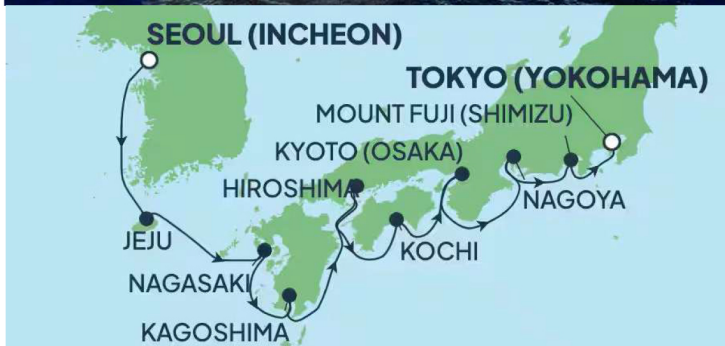 SEOUL (INCHEON)
TOKYO (YOKOHAMA)
MOUNT FUJI (SHIMIZU)
KYOTO (OSAKA)
HIROSHIMA
NAGOYA
JEJU
KOCHI
NAGASAKI
KAGOSHIMA